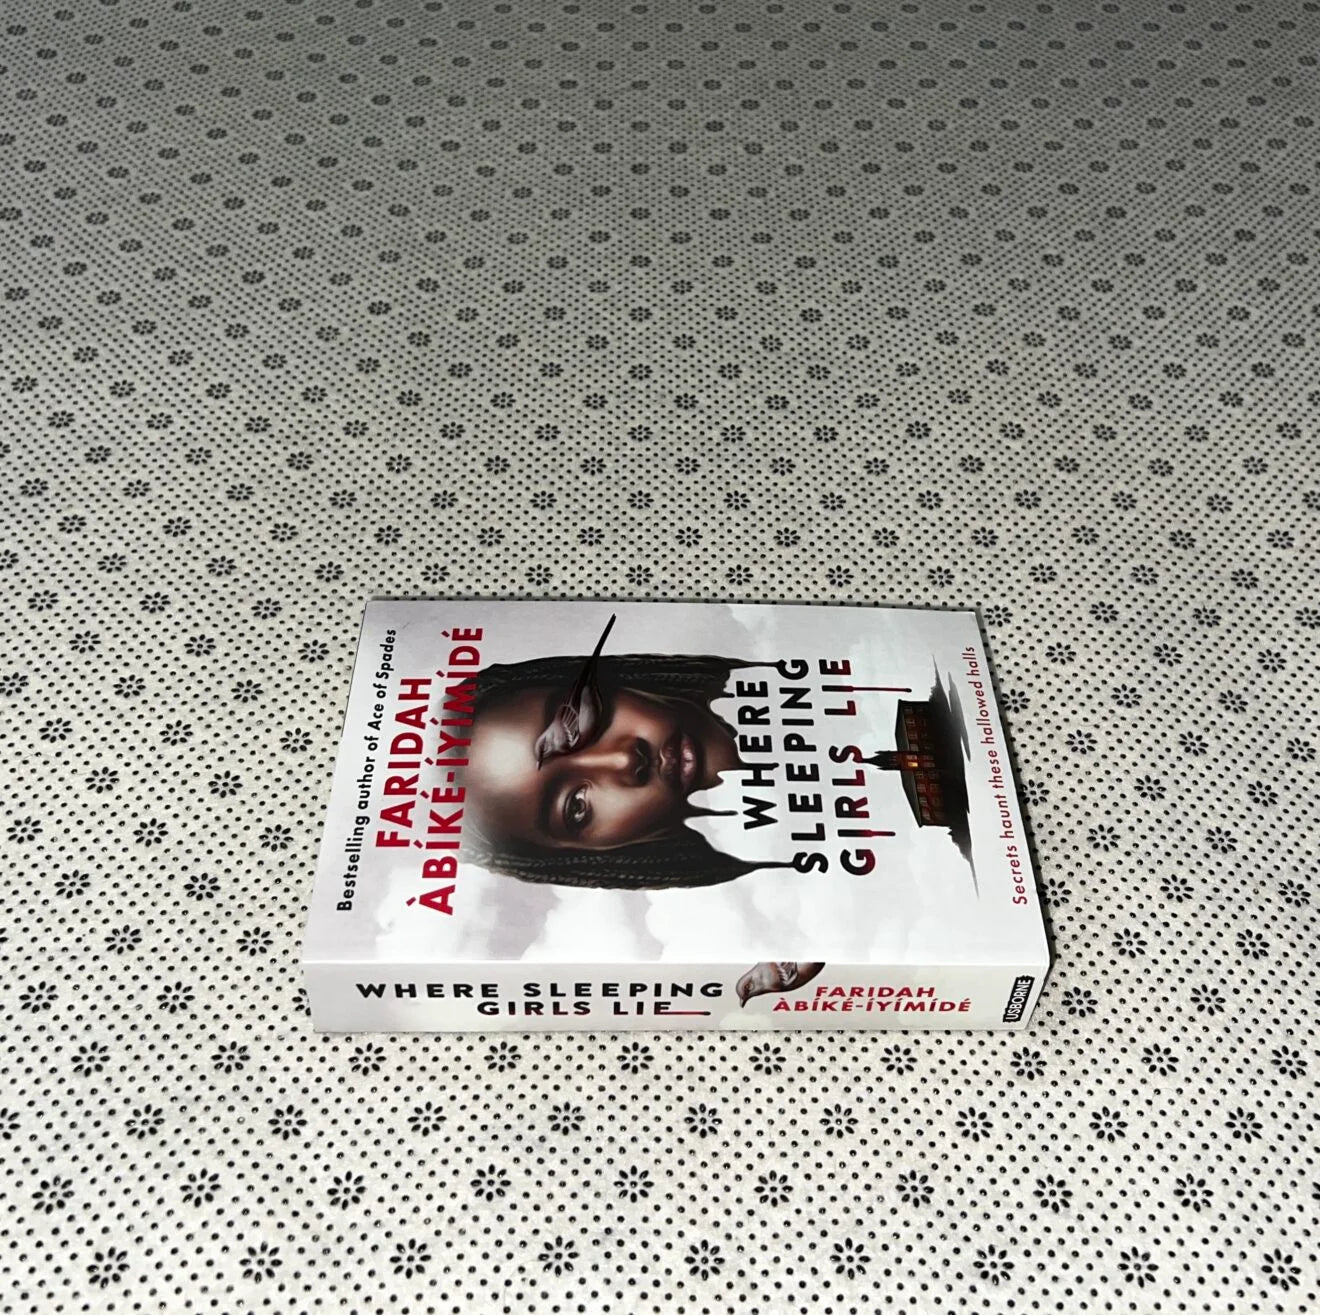 Bestselling author of Ace of Spades
FARIDAH
ÀBÍKÉ-ÍYÍMÍDÉ
WHERE
SLEEPING
GIRLS LIE
Secrets haunt these hallowed halls
WHERE SLEEPING
GIRLS LIE
FARIDAH
ÀBÍKÉ-ÍYÍMÍDÉ
USBORNE